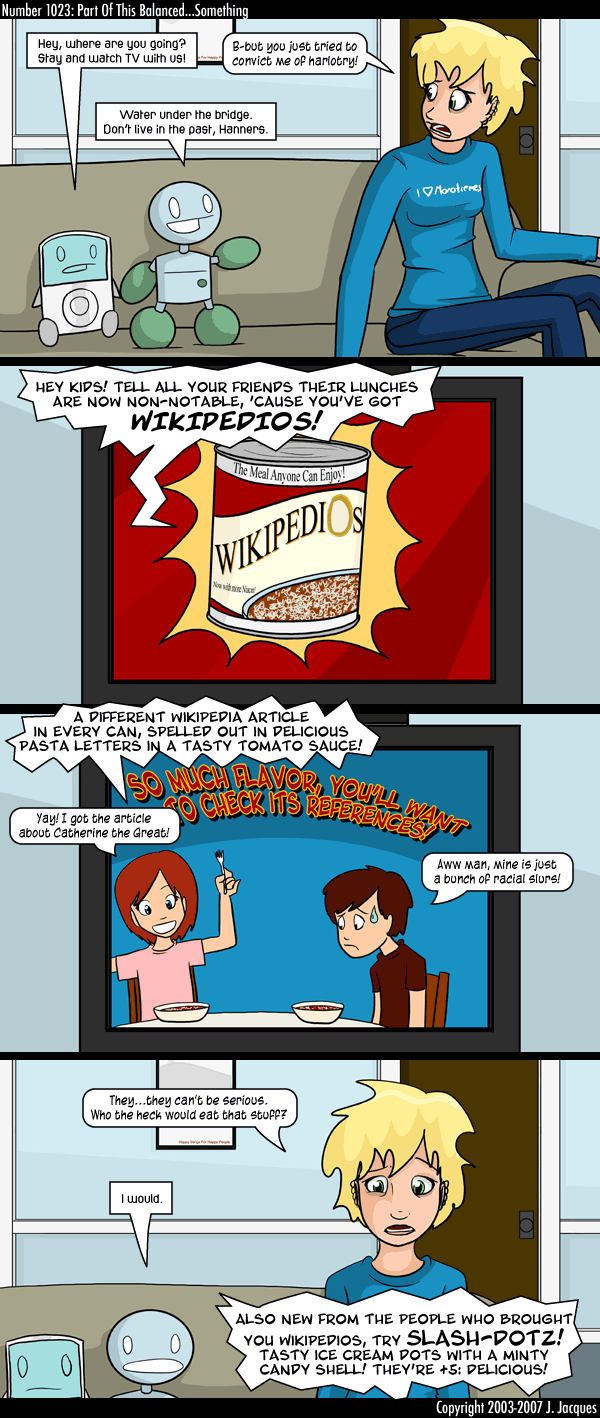 Number 1023: Part Of This Balanced...Something
Hey, where are you going?
Stay and watch TV with us!
B-but you just tried to
convict me of harlotry!
Water under the bridge.
Don't live in the past, Hanners.
I ♡ Monotremes
HEY KIDS! TELL ALL YOUR FRIENDS THEIR LUNCHES
ARE NOW NON-NOTABLE, 'CAUSE YOU'VE GOT
WIKIPEDIOS!
The Meal Anyone Can Enjoy!
WIKIPEDIOS
Now with more
A DIFFERENT WIKIPEDIA ARTICLE
IN EVERY CAN, SPELLED OUT IN DELICIOUS
PASTA LETTERS IN A TASTY TOMATO SAUCE!
SO MUCH FLAVOR, YOU'LL WANT
TO CHECK ITS REFERENCES!
Yay! I got the article
about Catherine the Great!
Aww man, mine is just
a bunch of racial slurs!
They...they can't be serious.
Who the heck would eat that stuff?
Happy Songs For Happy People
I would.
ALSO NEW FROM THE PEOPLE WHO BROUGHT
YOU WIKIPEDIOS, TRY SLASH-DOTZ!
TASTY ICE CREAM DOTS WITH A MINTY
CANDY SHELL! THEY'RE +5: DELICIOUS!
Copyright 2003-2007 J. Jacques